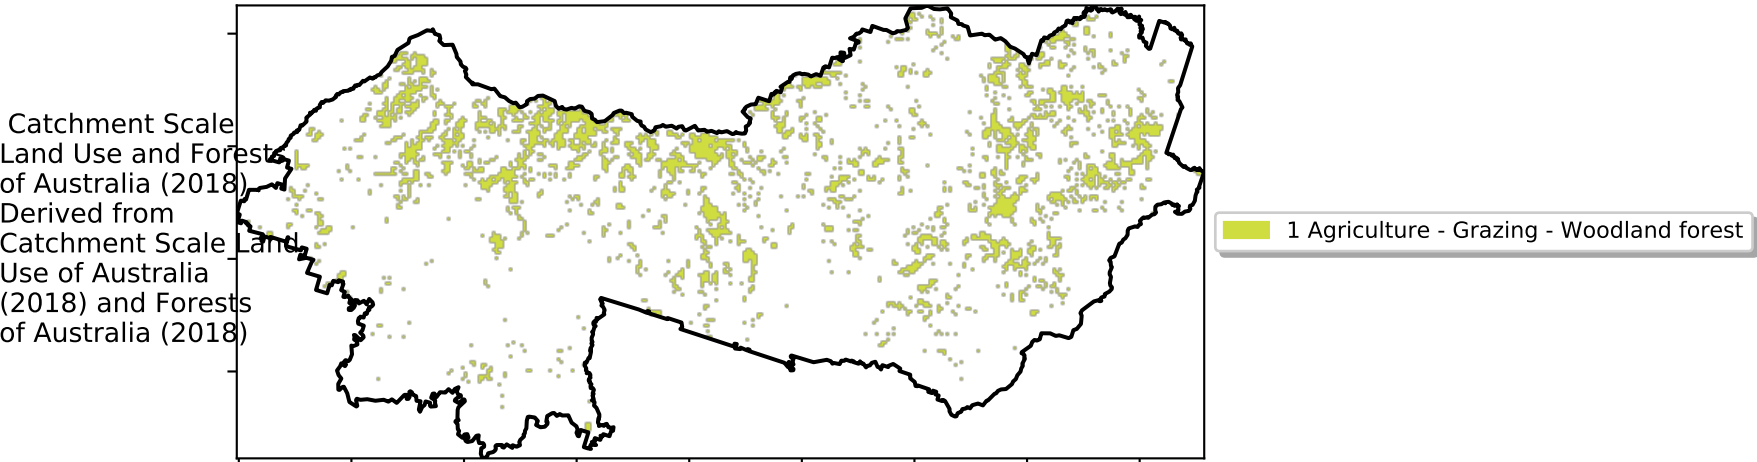 Catchment Scale
Land Use and Forests
of Australia (2018)
Derived from
Catchment Scale Land
Use of Australia
(2018) and Forests
of Australia (2018)
1 Agriculture - Grazing - Woodland forest